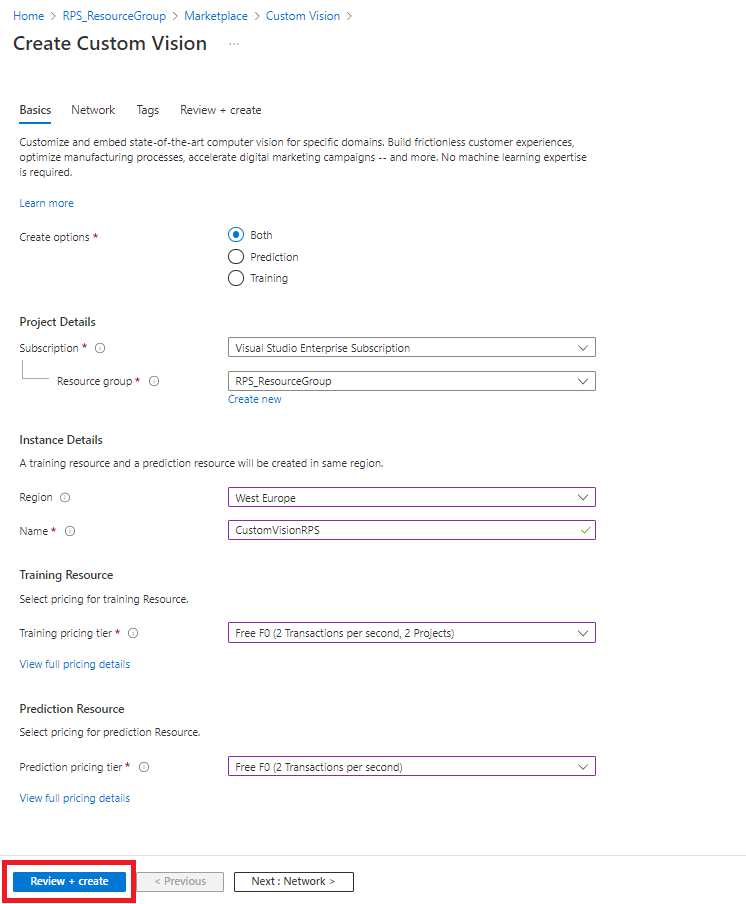 Home > RPS_ResourceGroup > Marketplace > Custom Vision >
Create Custom Vision ...
Basics Network Tags Review + create
Customize and embed state-of-the-art computer vision for specific domains. Build frictionless customer experiences,
optimize manufacturing processes, accelerate digital marketing campaigns -- and more. No machine learning expertise
is required.
Learn more
Create options * Both
Prediction
Training
Project Details
Subscription * Visual Studio Enterprise Subscription
Resource group * RPS_ResourceGroup
Create new
Instance Details
A training resource and a prediction resource will be created in same region.
Region West Europe
Name * CustomVisionRPS
Training Resource
Select pricing for training Resource.
Training pricing tier * Free F0 (2 Transactions per second, 2 Projects)
View full pricing details
Prediction Resource
Select pricing for prediction Resource.
Prediction pricing tier * Free F0 (2 Transactions per second)
View full pricing details
Review + create < Previous Next : Network >